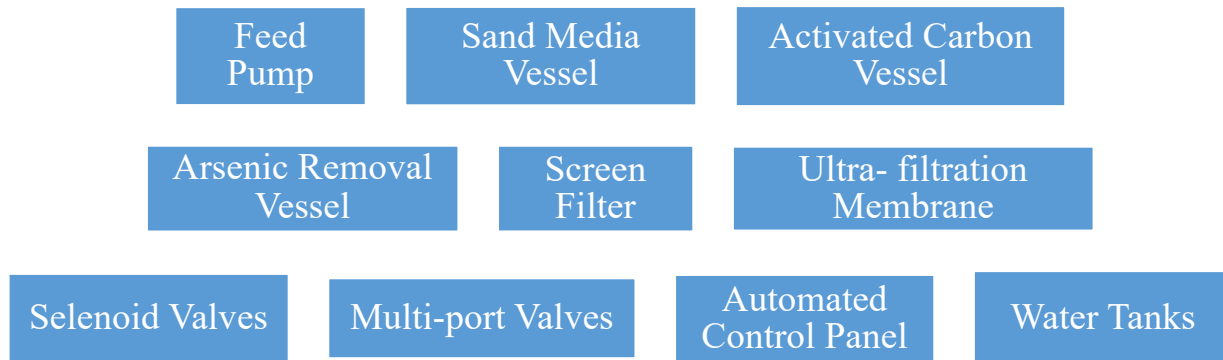 Feed
Pump
Sand Media
Vessel
Activated Carbon
Vessel
Arsenic Removal
Vessel
Screen
Filter
Ultra- filtration
Membrane
Selenoid Valves
Multi-port Valves
Automated
Control Panel
Water Tanks